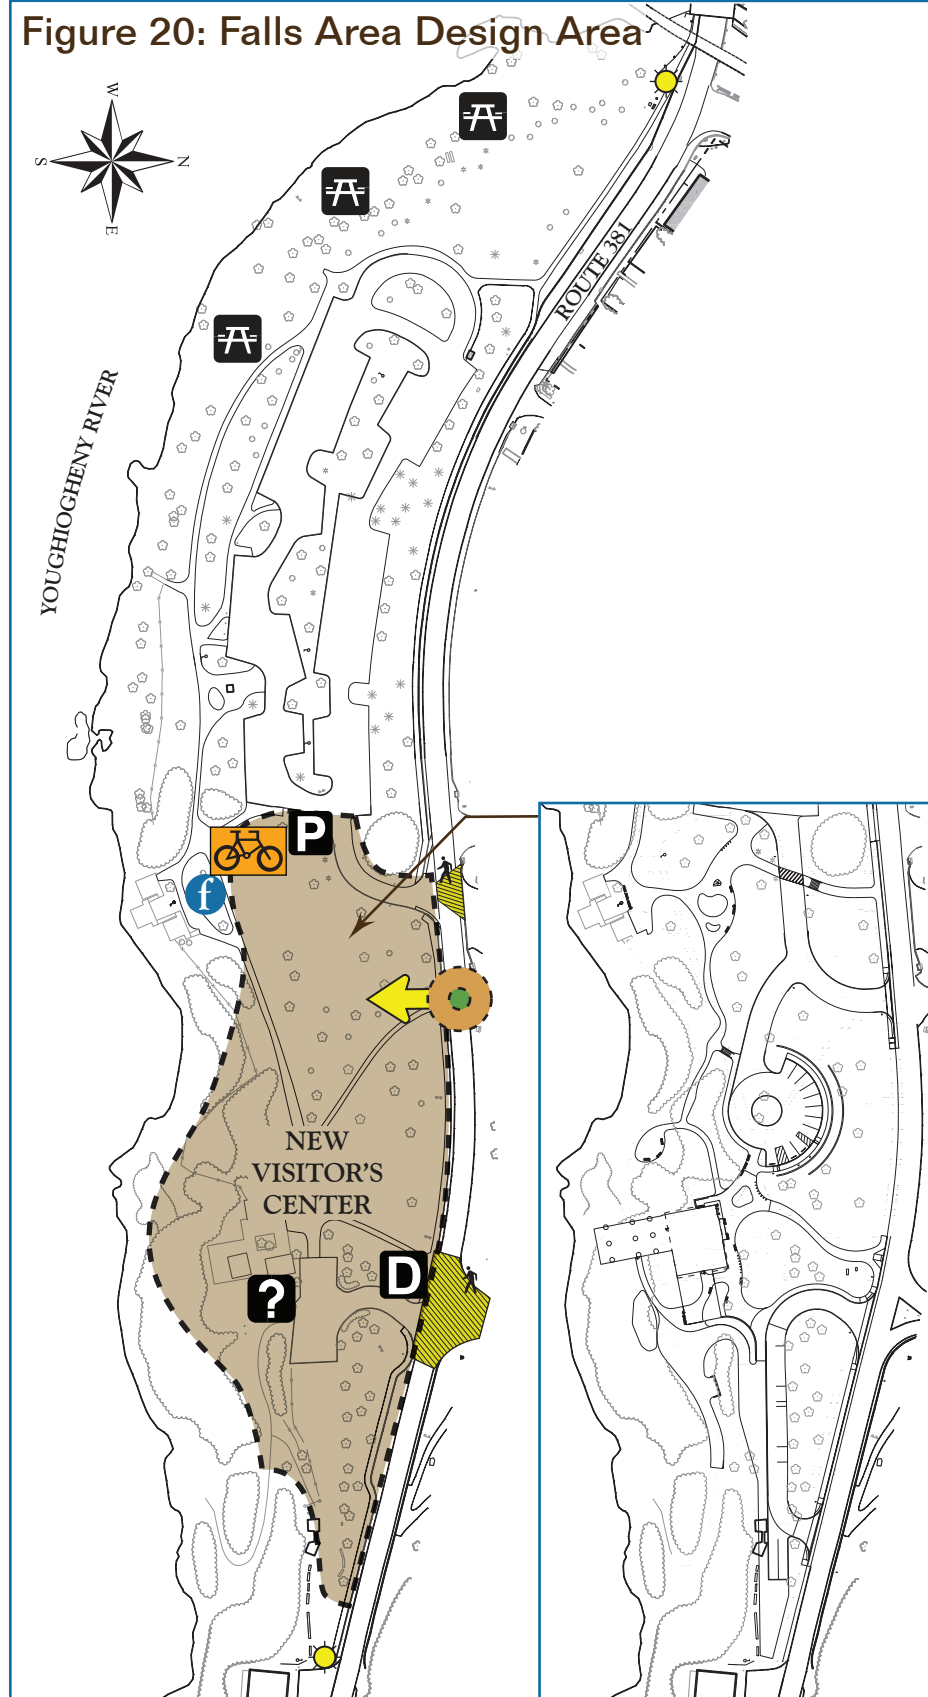 Figure 20: Falls Area Design Area
W
S
N
E
ROUTE 381
YOUGHIOGHENY RIVER
P
f
NEW
VISITOR'S
CENTER
D
?